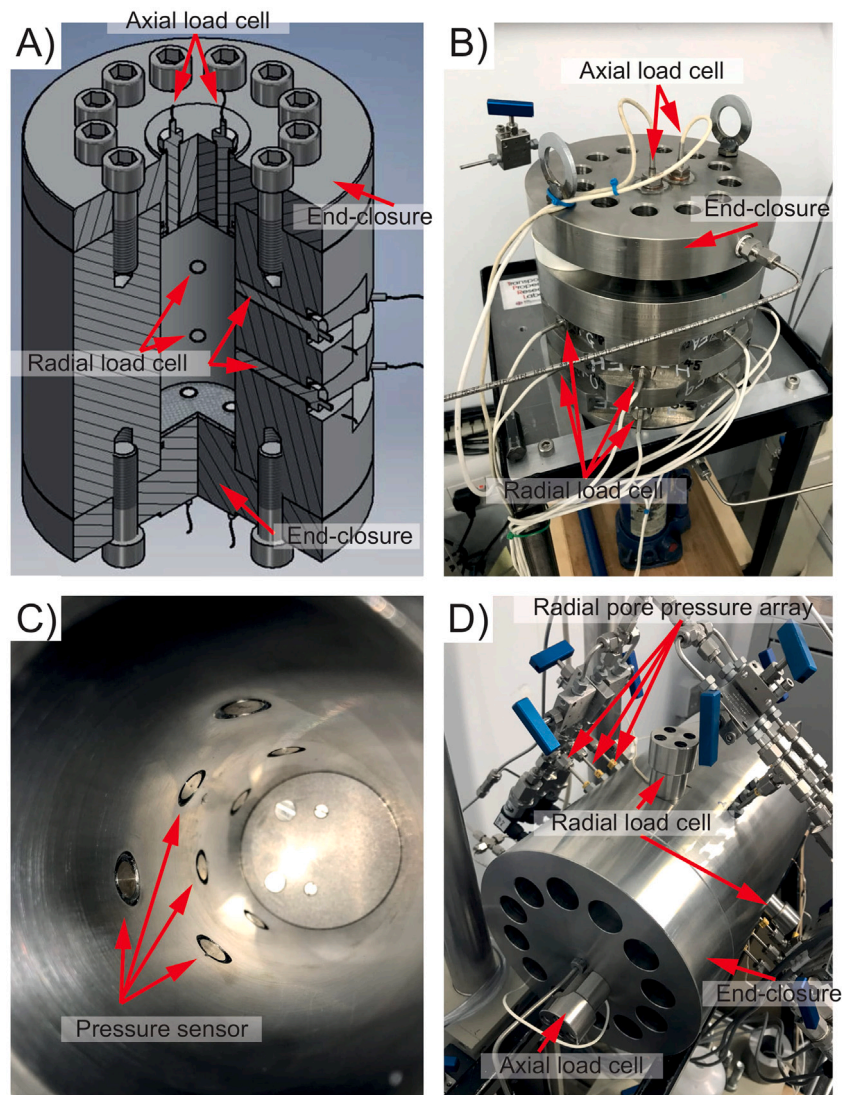 A)
Axial load cell
End-closure
Radial load cell
End-closure
B)
Axial load cell
End-closure
Radial load cell
C)
Pressure sensor
D)
Radial pore pressure array
Radial load cell
End-closure
Axial load cell